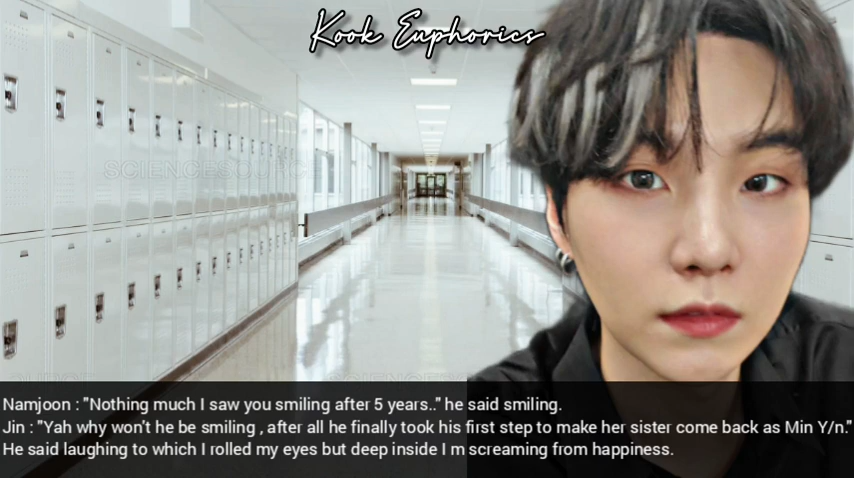 Kook Euphorics
SCIENCESOURCE
Namjoon : "Nothing much I saw you smiling after 5 years.." he said smiling.
Jin : "Yah why won't he be smiling , after all he finally took his first step to make her sister come back as Min Y/n."
He said laughing to which I rolled my eyes but deep inside I m screaming from happiness.